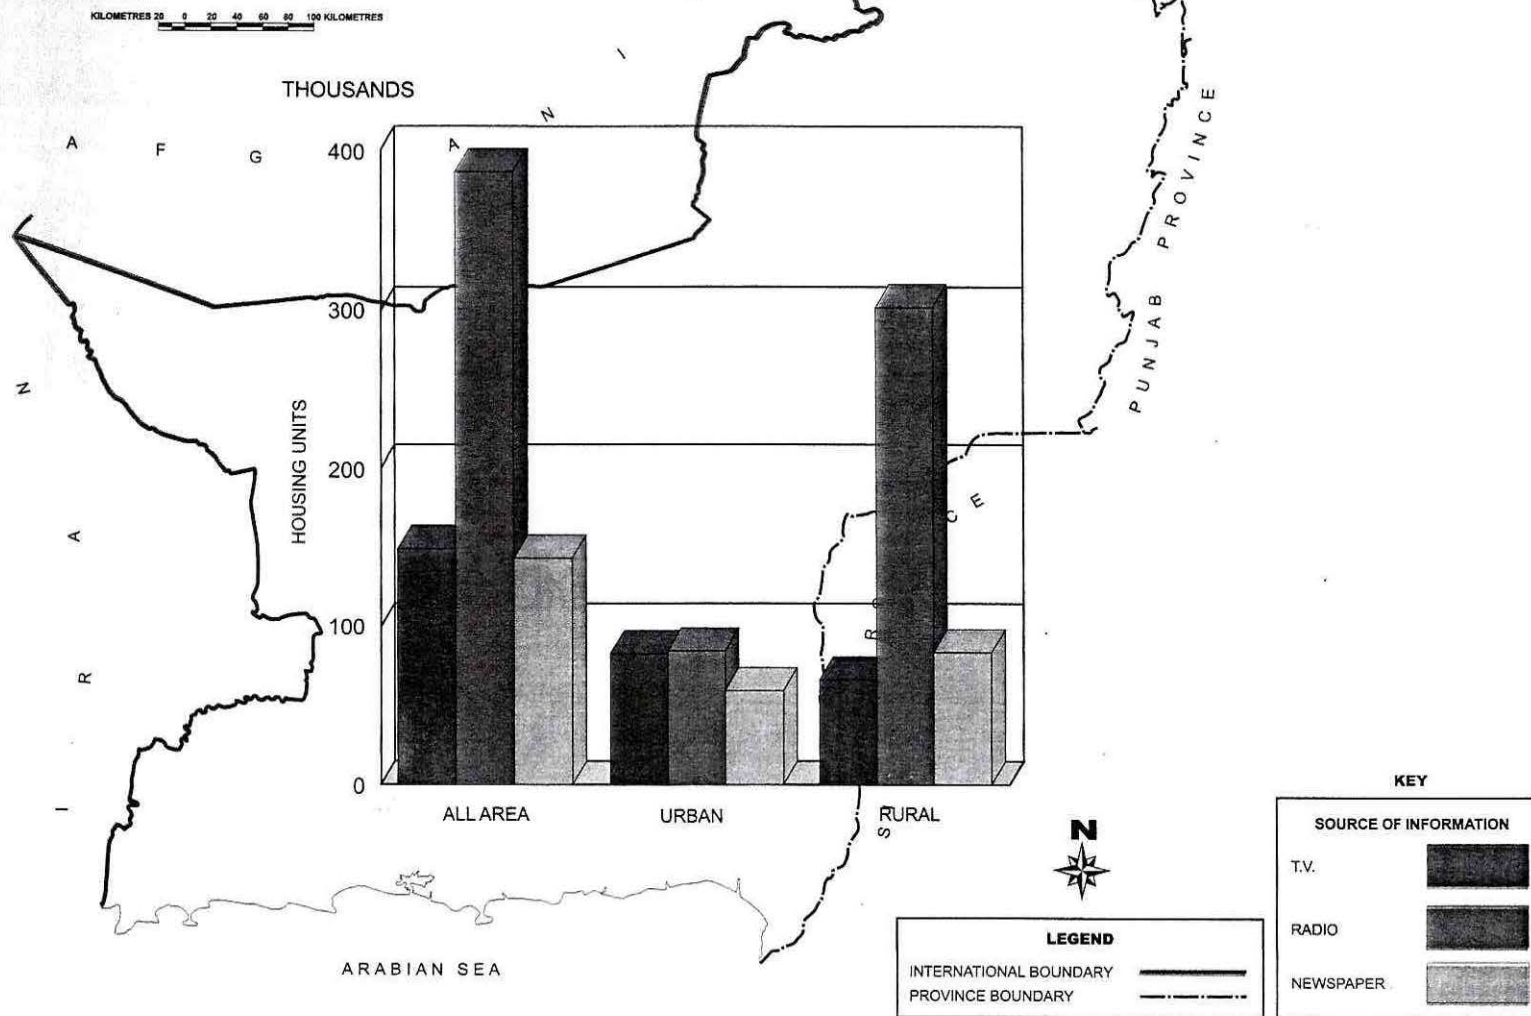 KILOMETRES 20 0 20 40 60 80 100 KILOMETRES
THOUSANDS
A F G A N I
400
300
200
100
0
HOUSING UNITS
ALL AREA URBAN RURAL
I R A N
PUNJAB PROVINCE
ARABIAN SEA
N
LEGEND
INTERNATIONAL BOUNDARY
PROVINCE BOUNDARY
KEY
SOURCE OF INFORMATION
T.V.
RADIO
NEWSPAPER